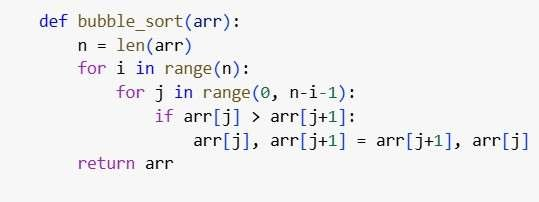 def bubble_sort(arr):
    n = len(arr)
    for i in range(n):
        for j in range(0, n-i-1):
            if arr[j] > arr[j+1]:
                arr[j], arr[j+1] = arr[j+1], arr[j]
    return arr